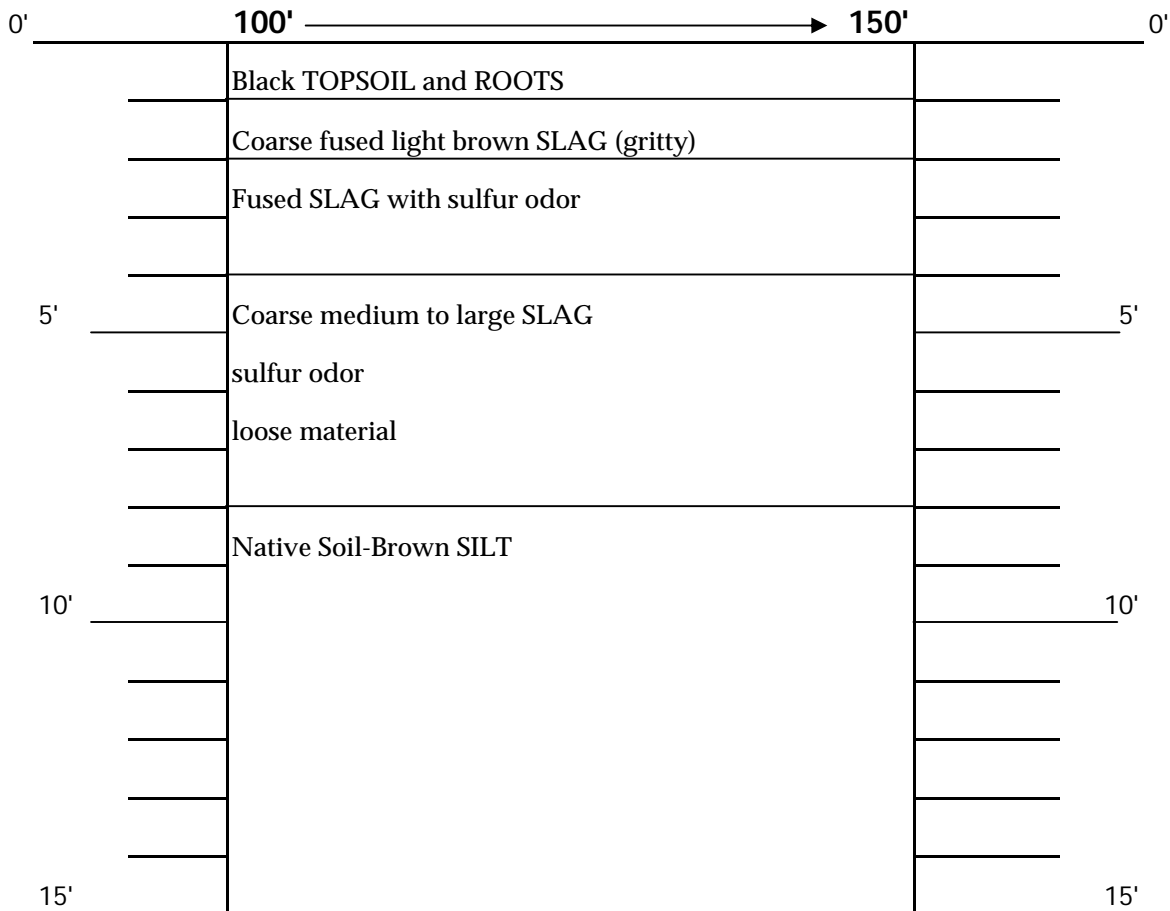 0' 100' 150' 0'
Black TOPSOIL and ROOTS
Coarse fused light brown SLAG (gritty)
Fused SLAG with sulfur odor
5' Coarse medium to large SLAG 5'
sulfur odor
loose material
Native Soil-Brown SILT
10' 10'
15' 15'